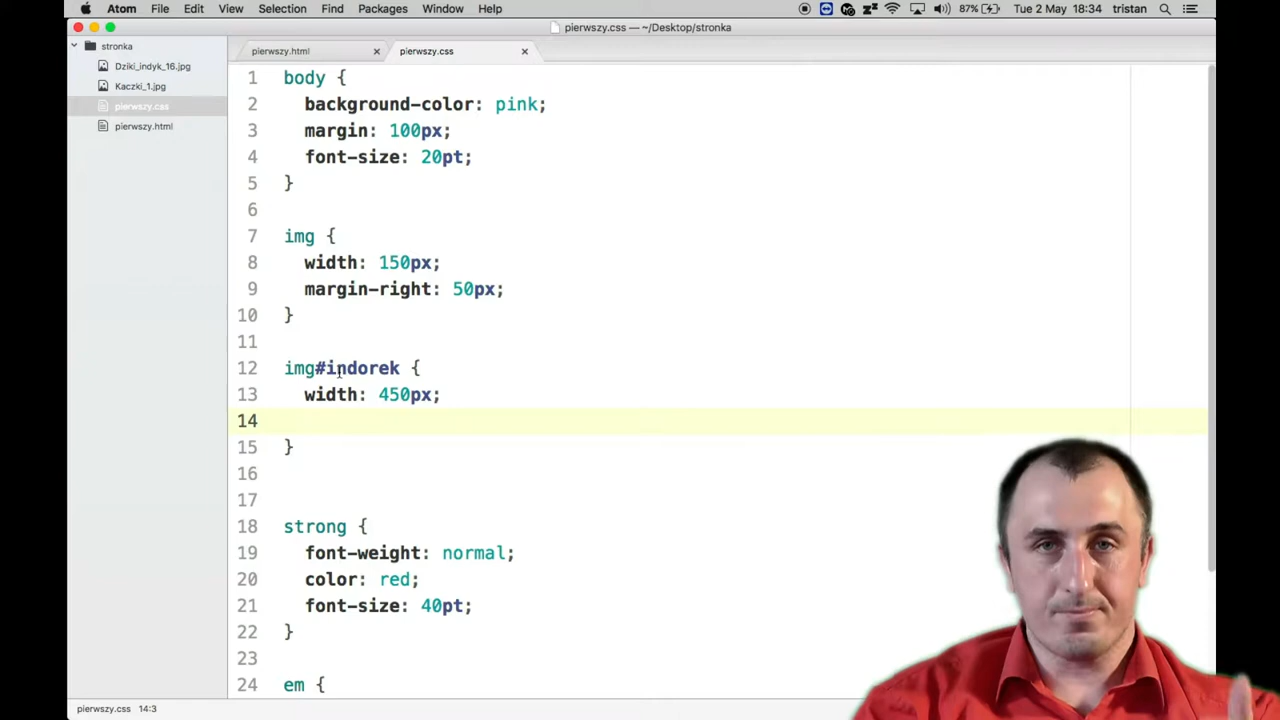 Atom File Edit View Selection Find Packages Window Help 87% Tue 2 May 18:34 tristan
pierwszy.css — ~/Desktop/stronka
stronka
Dziki_indyk_16.jpg
Kaczki_1.jpg
pierwszy.css
pierwszy.html
pierwszy.html pierwszy.css
1 body {
2 background-color: pink;
3 margin: 100px;
4 font-size: 20pt;
5 }
6
7 img {
8 width: 150px;
9 margin-right: 50px;
10 }
11
12 img#indorek {
13 width: 450px;
14
15 }
16
17
18 strong {
19 font-weight: normal;
20 color: red;
21 font-size: 40pt;
22 }
23
24 em {
pierwszy.css 14:3